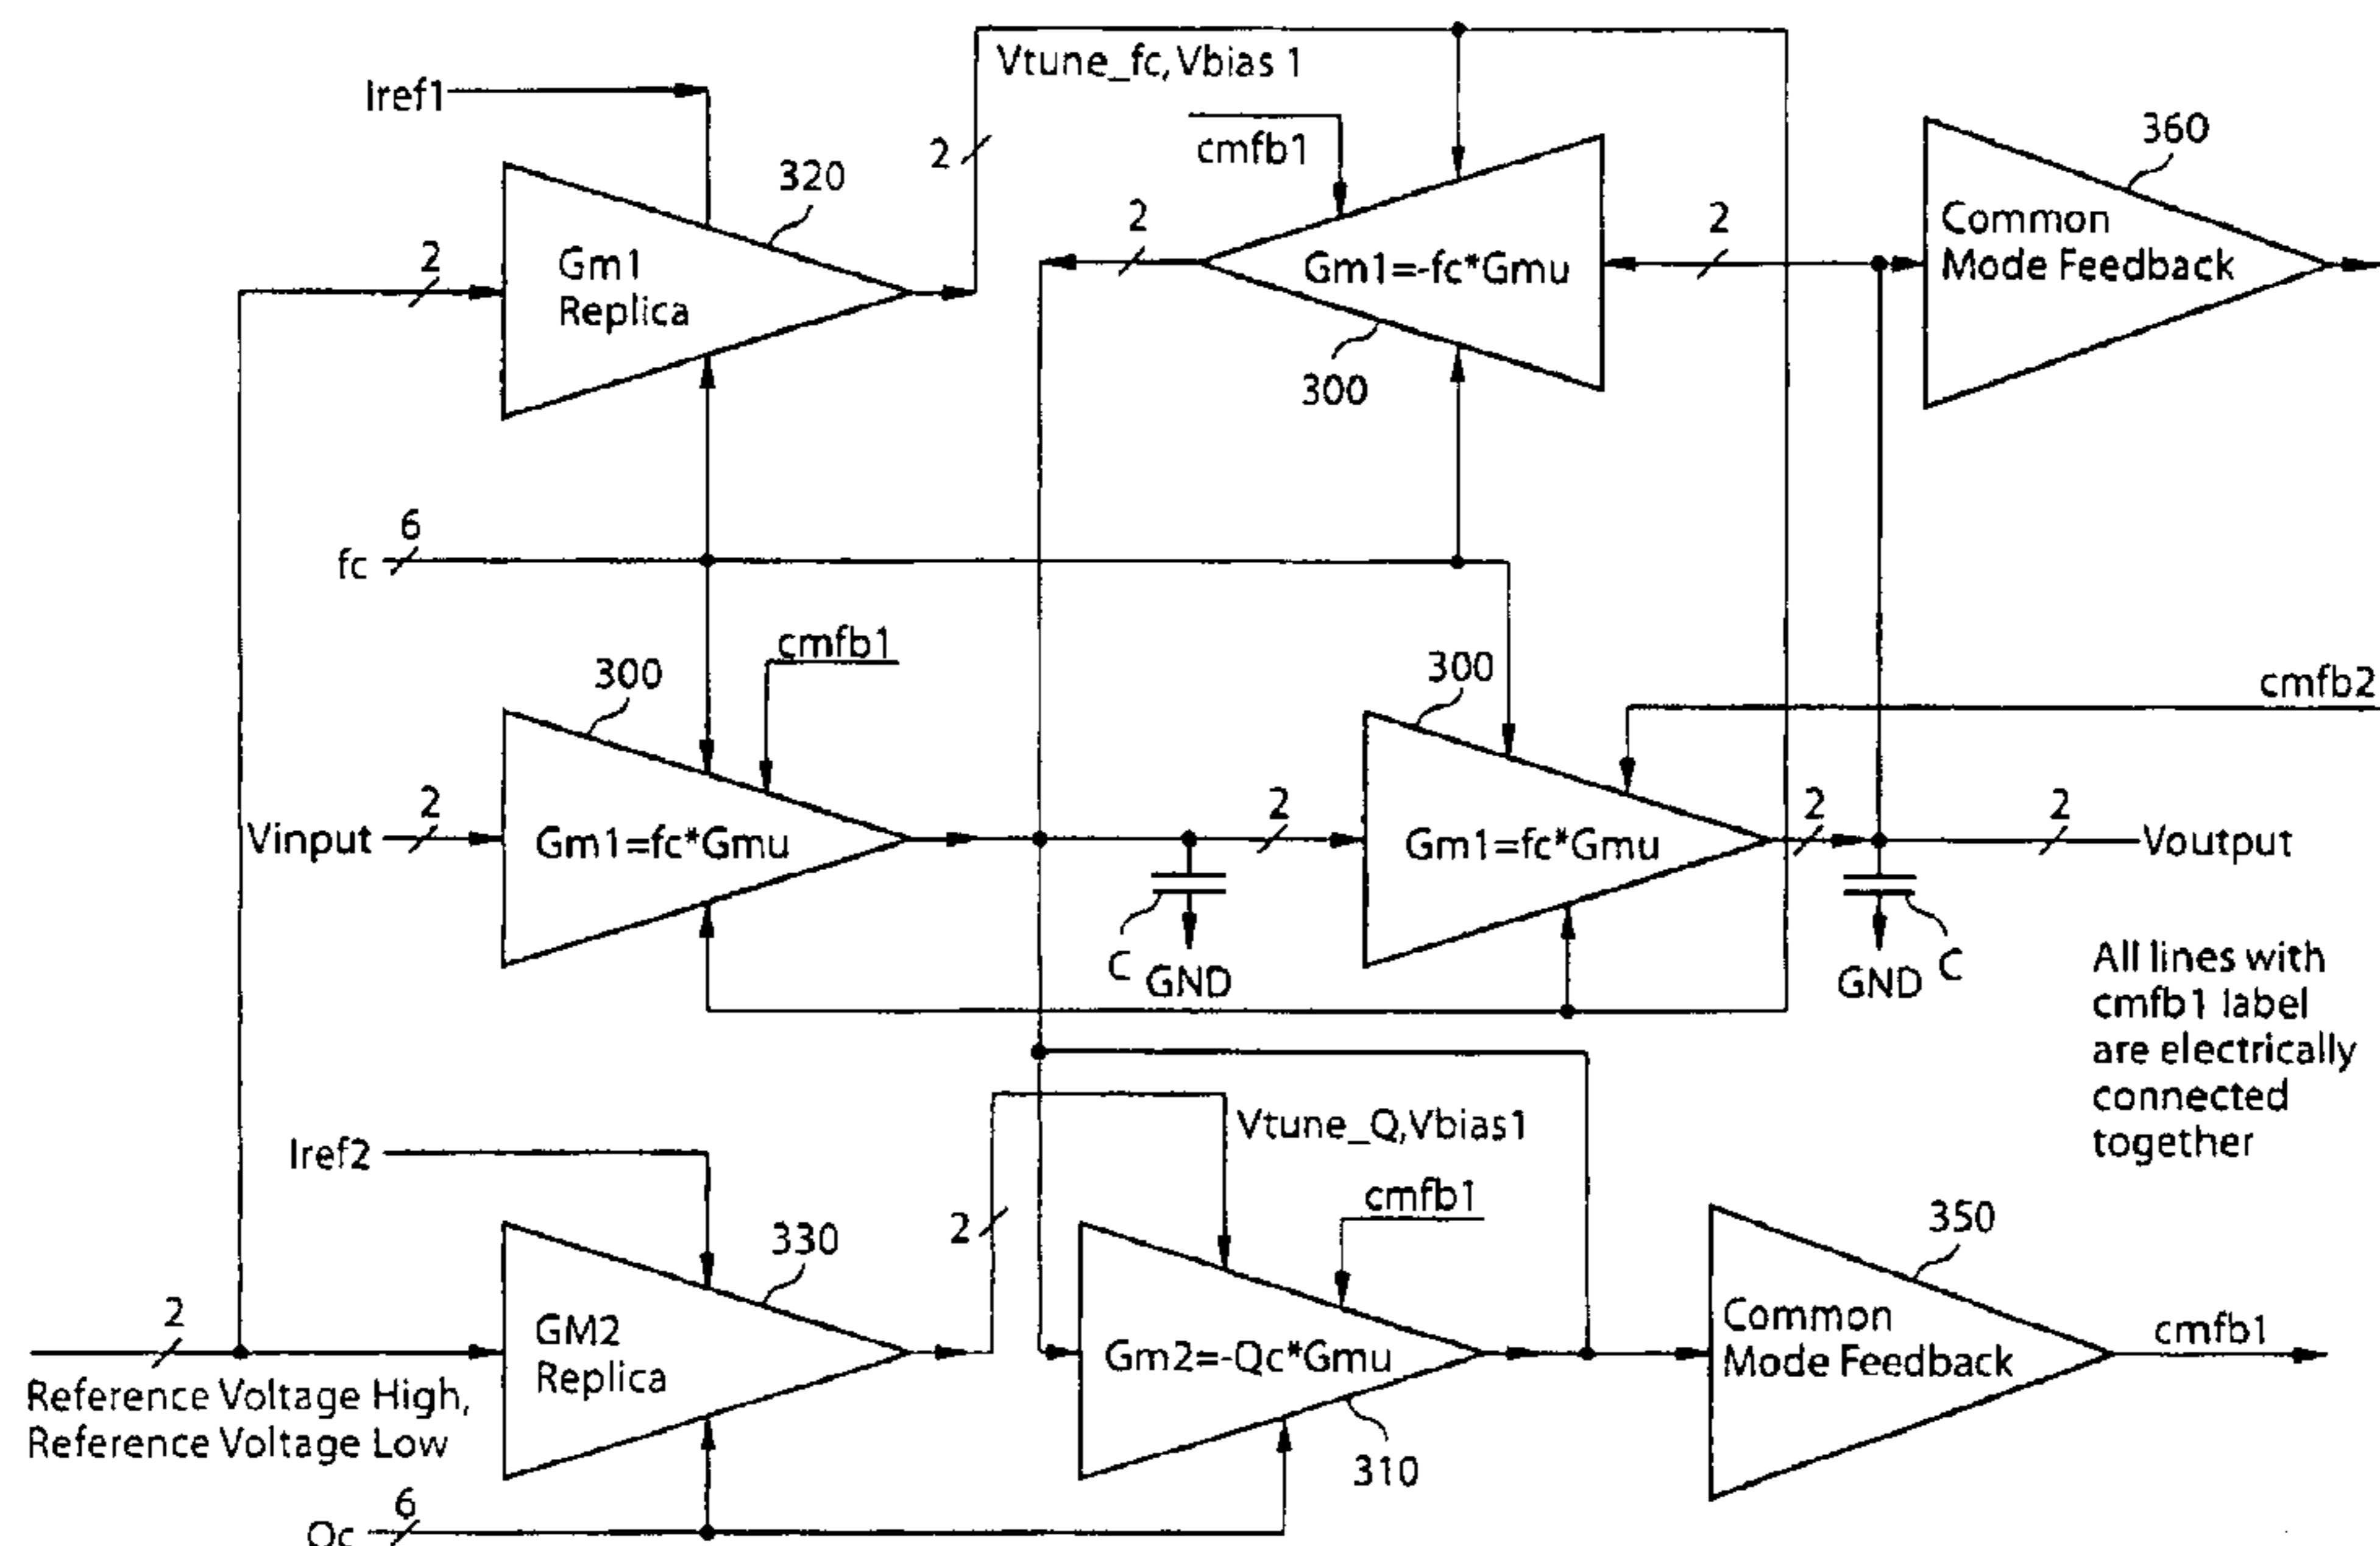 Vtune_fc, Vbias 1
Iref1
cmfb1
360
2
320
2
2
Common
Mode Feedback
2
Gm1
Replica
Gm1=-fc*Gmu
300
6
fc
cmfb1
300
300
cmfb2
Vinput
2
Gm1=fc*Gmu
2
Gm1=fc*Gmu
2
2
Voutput
C
GND
GND
C
All lines with
cmfb1 label
are electrically
connected
together
Vtune_Q,Vbias1
Iref2
cmfb1
330
2
350
2
GM2
Replica
Gm2=-Qc*Gmu
Common
Mode Feedback
cmfb1
Reference Voltage High,
Reference Voltage Low
310
6
Qc